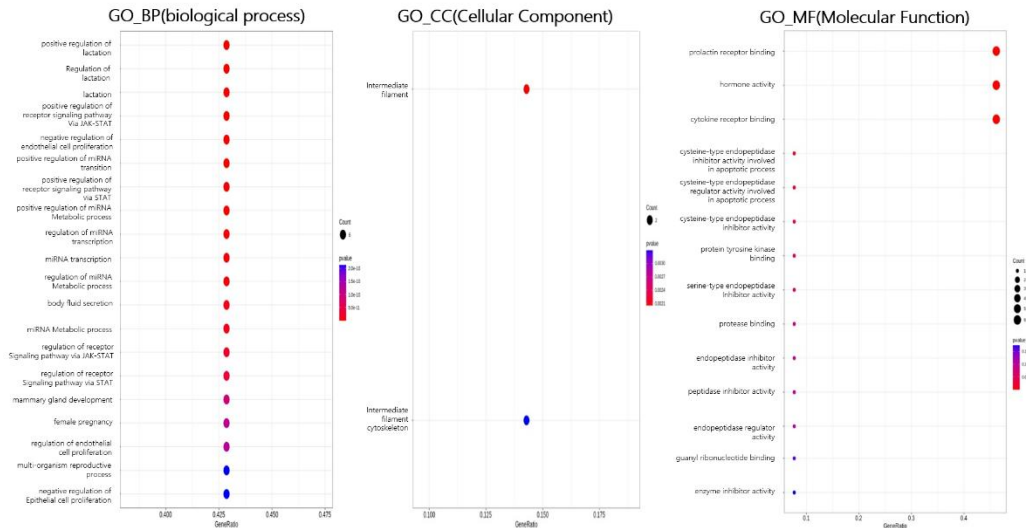 GO_BP(biological process)
positive regulation of
lactation
Regulation of
lactation
lactation
positive regulation of
receptor signaling pathway
Via JAK-STAT
negative regulation of
endothelial cell proliferation
positive regulation of miRNA
transition
positive regulation of
receptor signaling pathway
via STAT
positive regulation of miRNA
Metabolic process
regulation of miRNA
transcription
miRNA transcription
regulation of miRNA
Metabolic process
body fluid secretion
miRNA Metabolic process
regulation of receptor
Signaling pathway via JAK-STAT
regulation of receptor
Signaling pathway via STAT
mammary gland development
female pregnancy
regulation of endothelial
cell proliferation
multi-organism reproductive
process
negative regulation of
Epithelial cell proliferation
0.400
0.425
0.450
0.475
GeneRatio
Count
pvalue
GO_CC(Cellular Component)
Intermediate
filament
Intermediate
filament
cytoskeleton
0.100
0.125
0.150
0.175
GeneRatio
Count
2
pvalue
0.0030
0.0027
0.0024
0.0021
GO_MF(Molecular Function)
prolactin receptor binding
hormone activity
cytokine receptor binding
cysteine-type endopeptidase
inhibitor activity involved
in apoptotic process
cysteine-type endopeptidase
regulator activity involved
in apoptotic process
cysteine-type endopeptidase
inhibitor activity
protein tyrosine kinase
binding
serine-type endopeptidase
Inhibitor activity
protease binding
endopeptidase inhibitor
activity
peptidase inhibitor activity
endopeptidase regulator
activity
guanyl ribonucleotide binding
enzyme inhibitor activity
0.1
0.2
0.3
0.4
GeneRatio
Count
pvalue